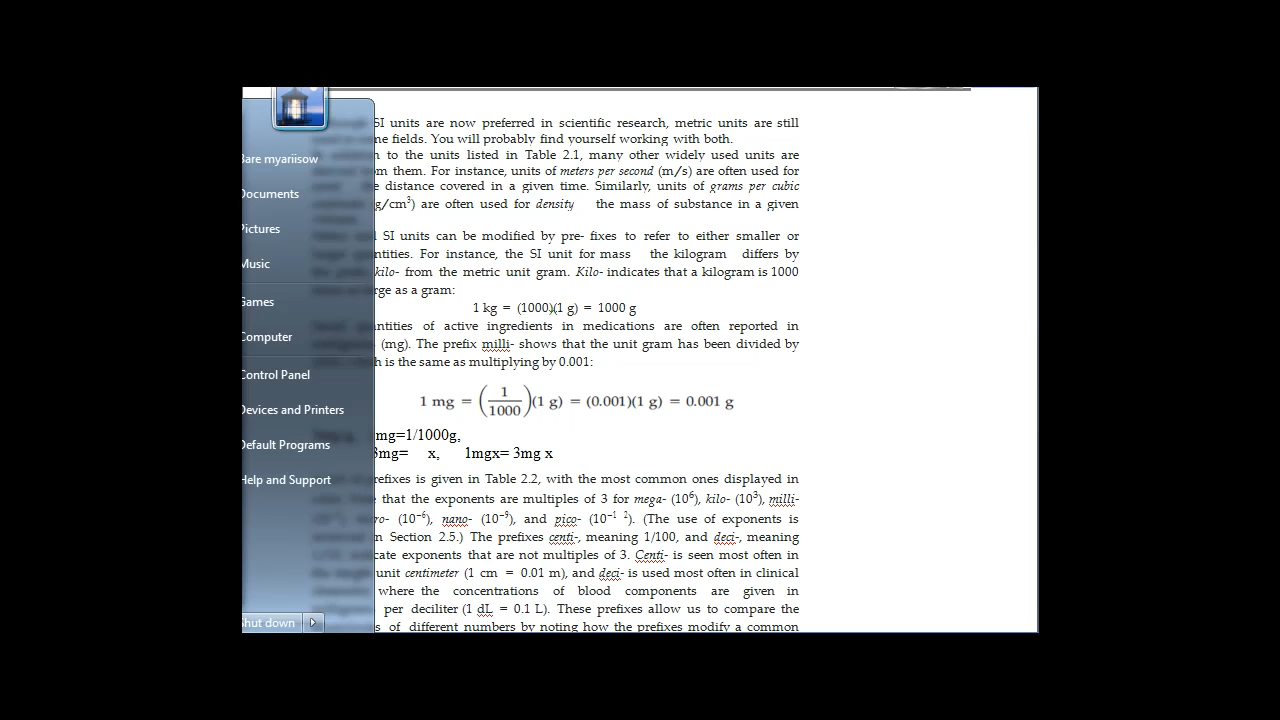 Bare myariisow
Documents
Pictures
Music
Games
Computer
Control Panel
Devices and Printers
Default Programs
Help and Support
Shut down
SI units are now preferred in scientific research, metric units are still
ne fields. You will probably find yourself working with both.
n to the units listed in Table 2.1, many other widely used units are
m them. For instance, units of meters per second (m/s) are often used for
e distance covered in a given time. Similarly, units of grams per cubic
g/cm³) are often used for density the mass of substance in a given
SI units can be modified by pre- fixes to refer to either smaller or
ntities. For instance, the SI unit for mass the kilogram differs by
kilo- from the metric unit gram. Kilo- indicates that a kilogram is 1000
rge as a gram:
1 kg = (1000)(1 g) = 1000 g
ntities of active ingredients in medications are often reported in
(mg). The prefix milli- shows that the unit gram has been divided by
h is the same as multiplying by 0.001:
1 mg = (1/1000)(1 g) = (0.001)(1 g) = 0.001 g
mg=1/1000g,
3mg= x, 1mgx= 3mg x
refixes is given in Table 2.2, with the most common ones displayed in
that the exponents are multiples of 3 for mega- (10⁶), kilo- (10³), milli-
ro- (10⁻⁶), nano- (10⁻⁹), and pico- (10⁻¹ ²). (The use of exponents is
n Section 2.5.) The prefixes centi-, meaning 1/100, and deci-, meaning
cate exponents that are not multiples of 3. Centi- is seen most often in
unit centimeter (1 cm = 0.01 m), and deci- is used most often in clinical
where the concentrations of blood components are given in
per deciliter (1 dL = 0.1 L). These prefixes allow us to compare the
of different numbers by noting how the prefixes modify a common